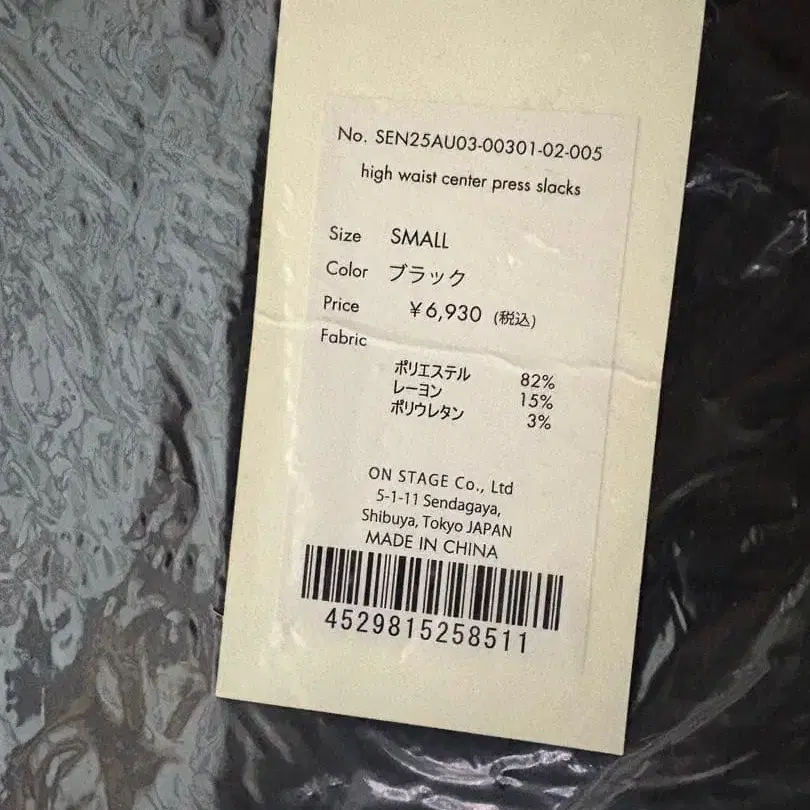 No. SEN25AU03-00301-02-005
high waist center press slacks
Size SMALL
Color ブラック
Price ¥6,930 (税込)
Fabric
ポリエステル 82%
レーヨン 15%
ポリウレタン 3%
ON STAGE Co., Ltd
5-1-11 Sendagaya,
Shibuya, Tokyo JAPAN
MADE IN CHINA
4529815258511